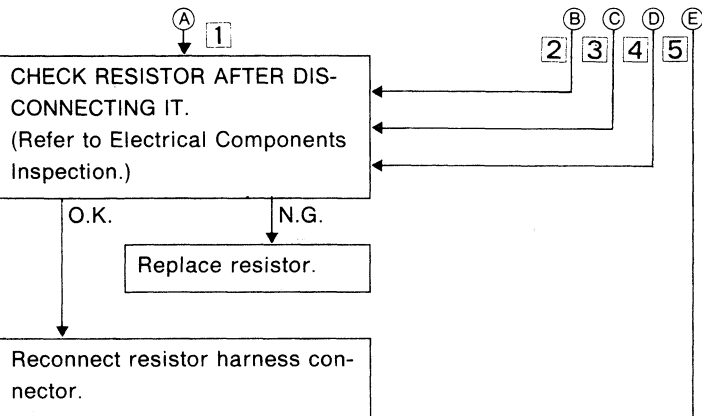 A 1 B C D E
2 3 4 5
CHECK RESISTOR AFTER DIS-
CONNECTING IT.
(Refer to Electrical Components
Inspection.)
O.K. N.G.
Replace resistor.
Reconnect resistor harness con-
nector.